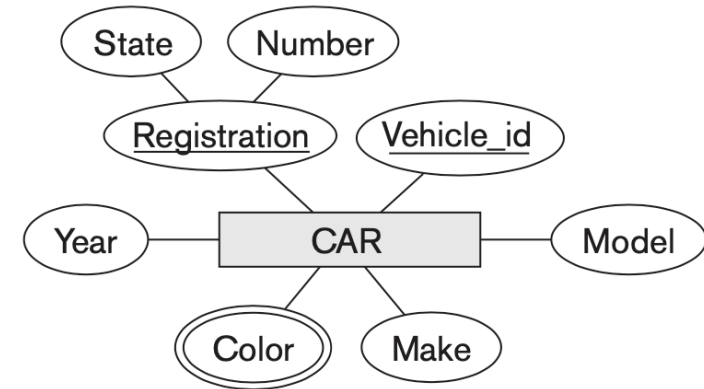 State
Number
Registration
Vehicle_id
Year
CAR
Model
Color
Make